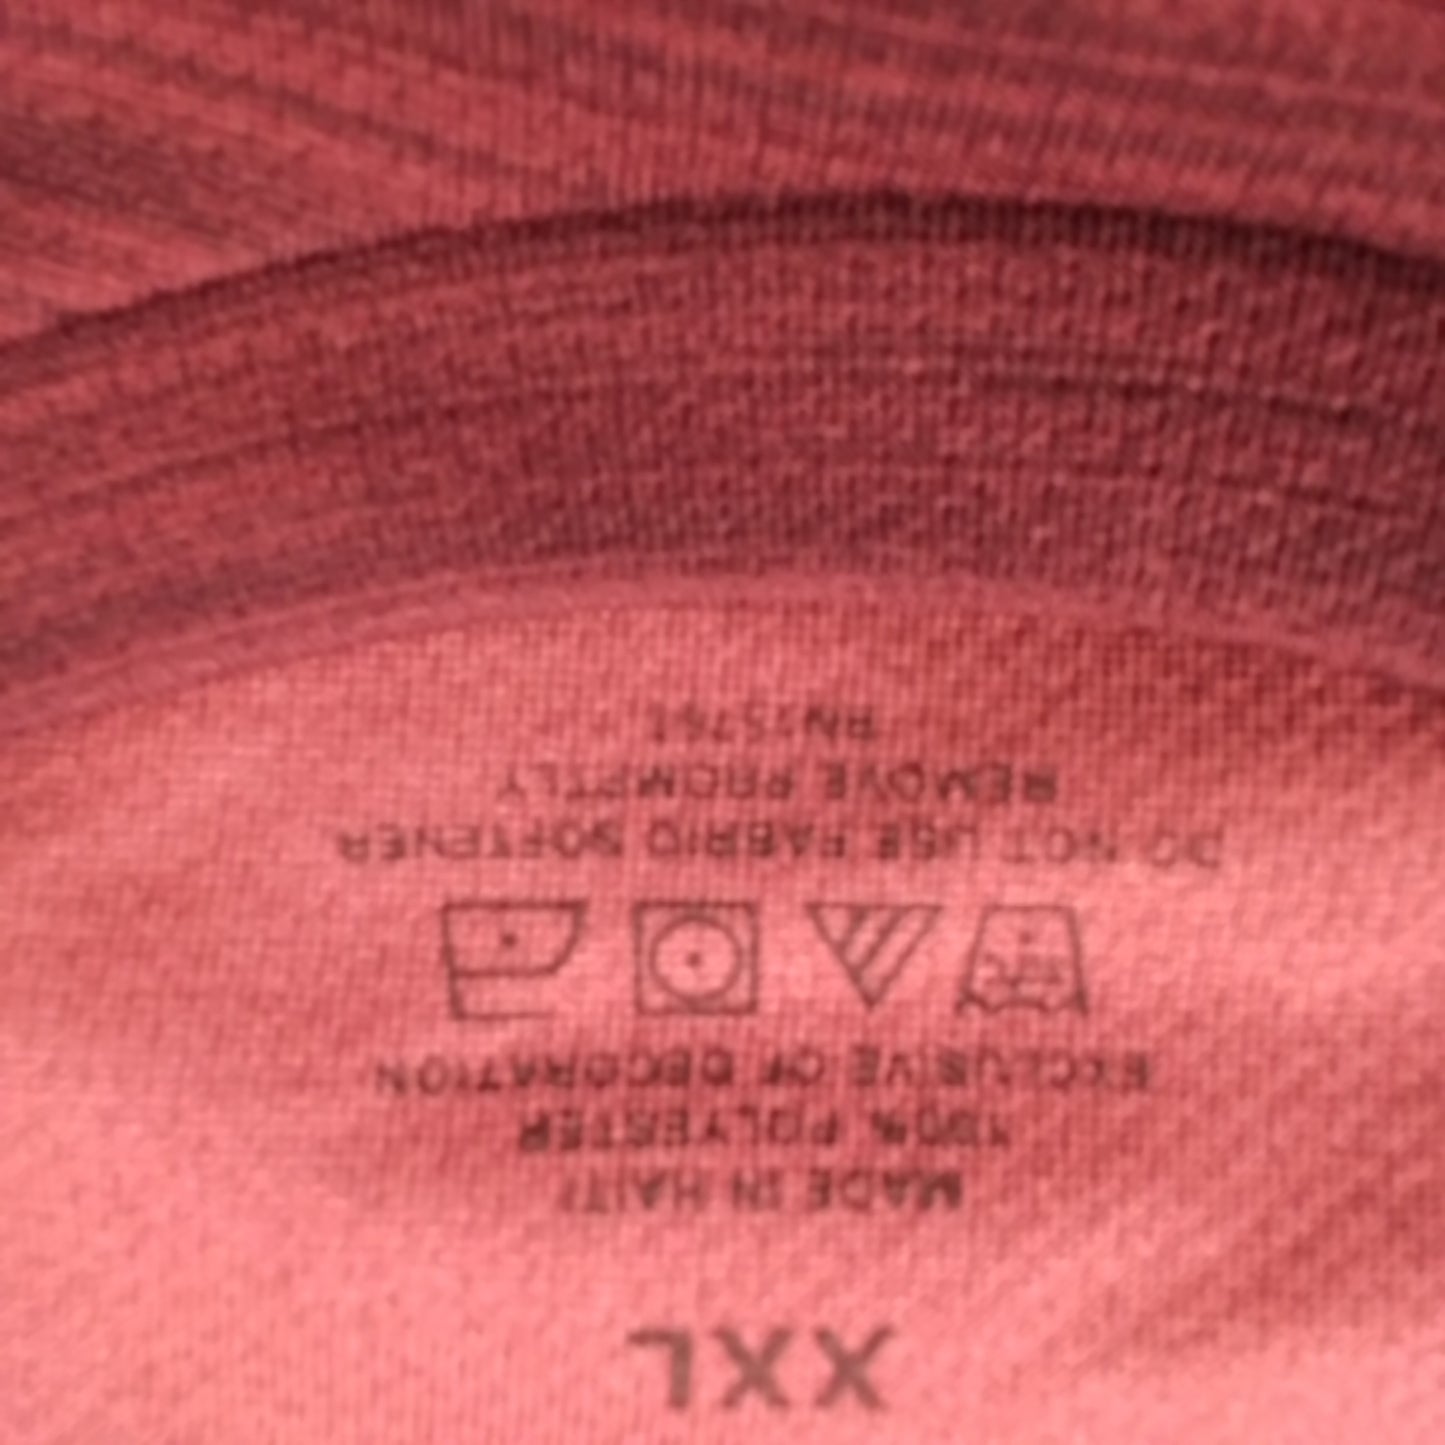 XXL
MADE IN HAITI
100% POLYESTER
EXCLUSIVE OF DECORATION
DO NOT USE FABRIC SOFTENER
REMOVE PROMPTLY